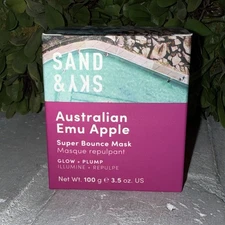 SAND
& SKY
Australian
Emu Apple
Super Bounce Mask
Masque repulpant
GLOW + PLUMP
ILLUMINE + REPULPE
Net Wt. 100 g ℮ 3.5 oz. US